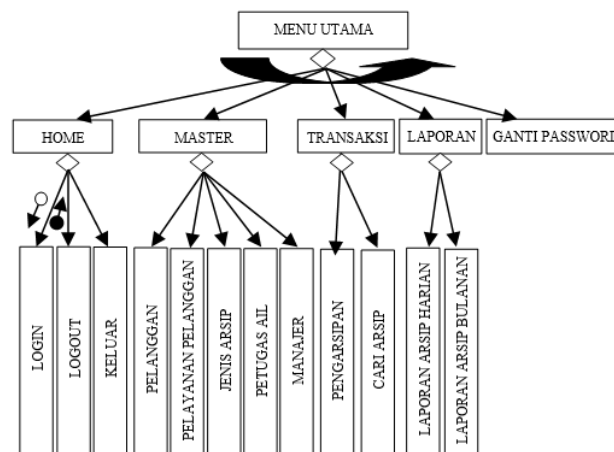 MENU UTAMA
HOME
MASTER
TRANSAKSI
LAPORAN
GANTI PASSWORD
LOGIN
LOGOUT
KELUAR
PELANGGAN
PELAYANAN PELANGGAN
JENIS ARSIP
PETUGAS AIL
MANAJER
PENGARSIPAN
CARI ARSIP
LAPORAN ARSIP HARIAN
LAPORAN ARSIP BULANAN